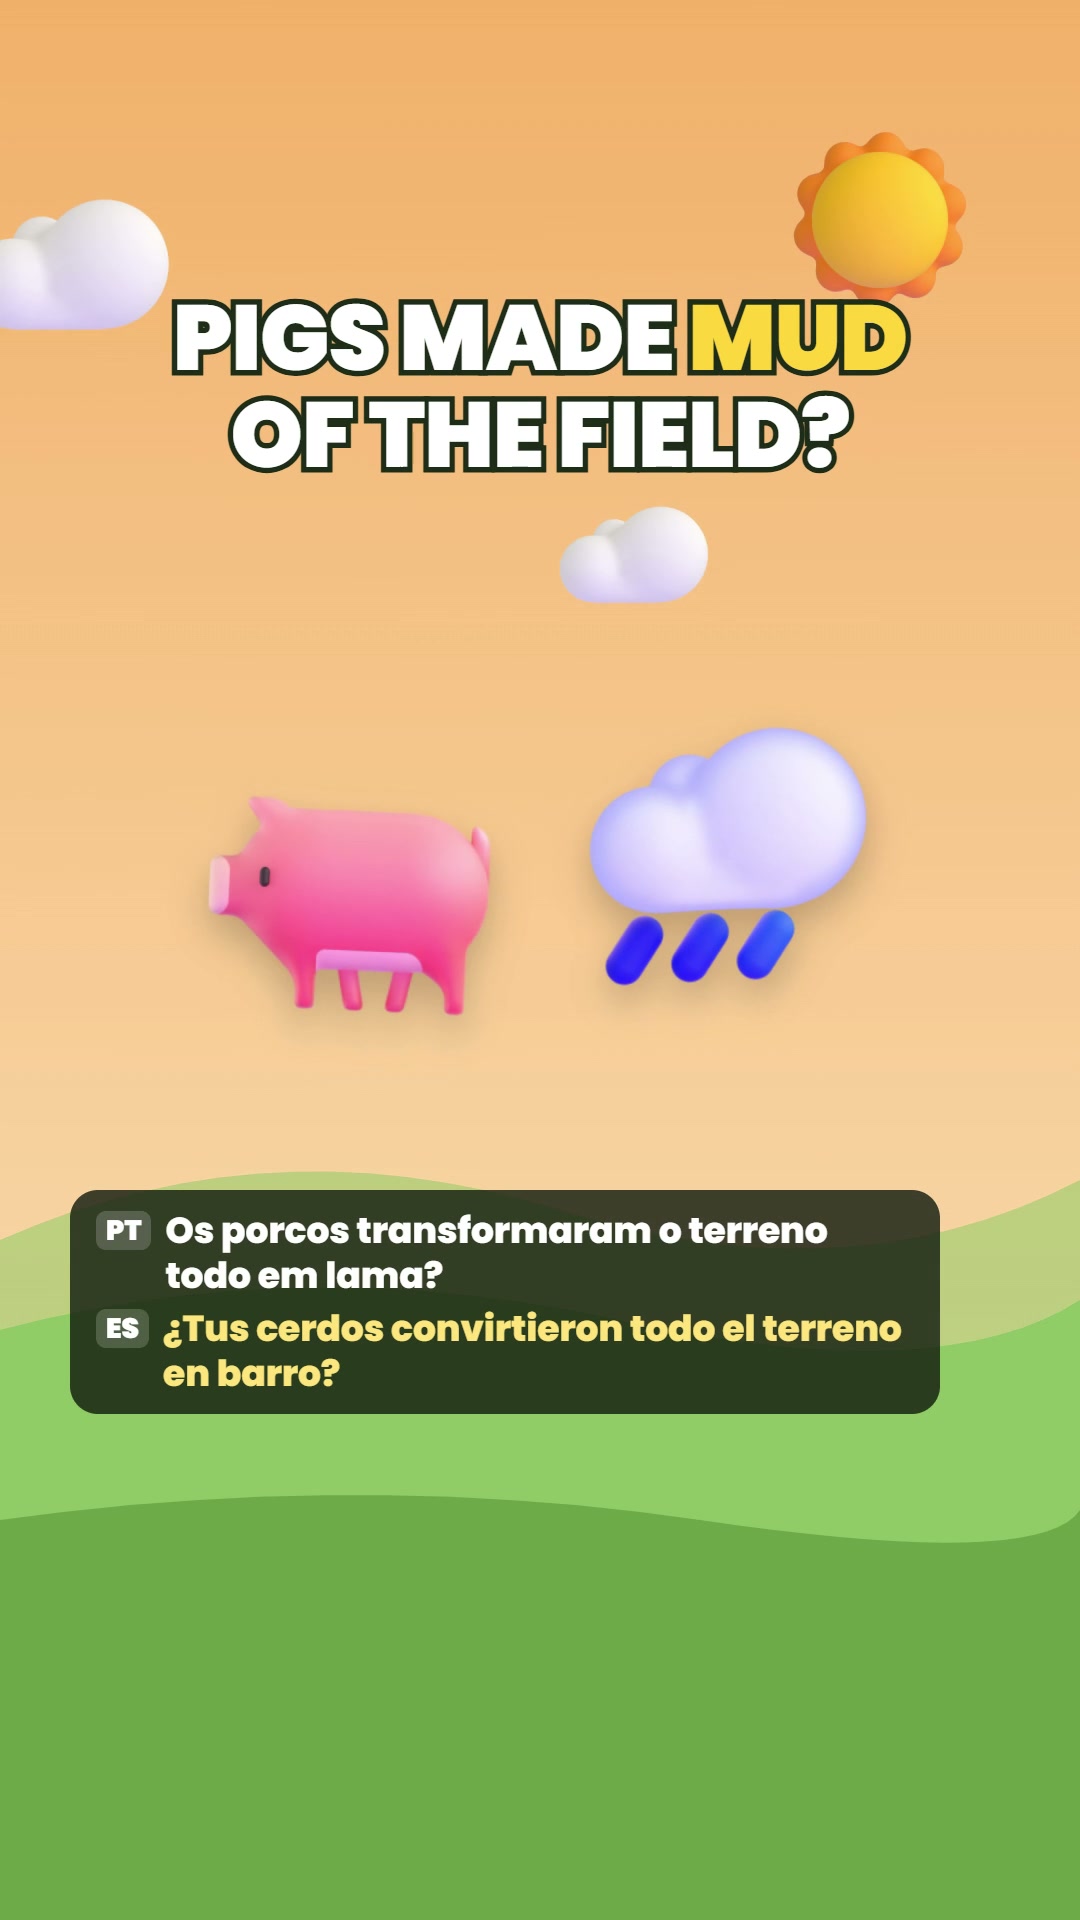 PIGS MADE MUD
OF THE FIELD?
PT Os porcos transformaram o terreno
todo em lama?
ES ¿Tus cerdos convirtieron todo el terreno
en barro?